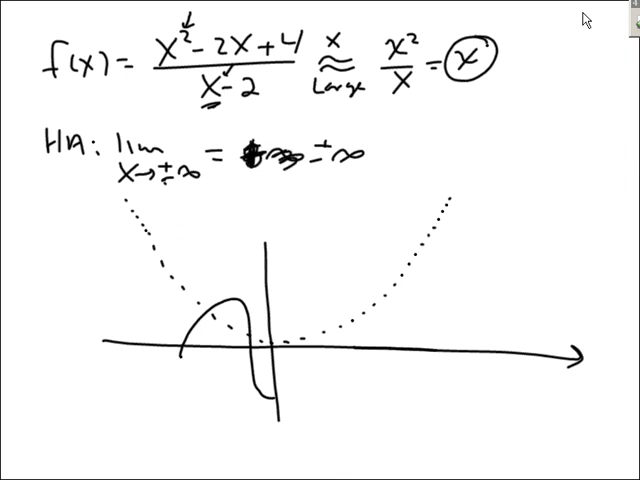 f(x) = (x² - 2x + 4)/(x - 2) ≈ x Large x²/x = x
HA: lim x→±∞ = ±∞